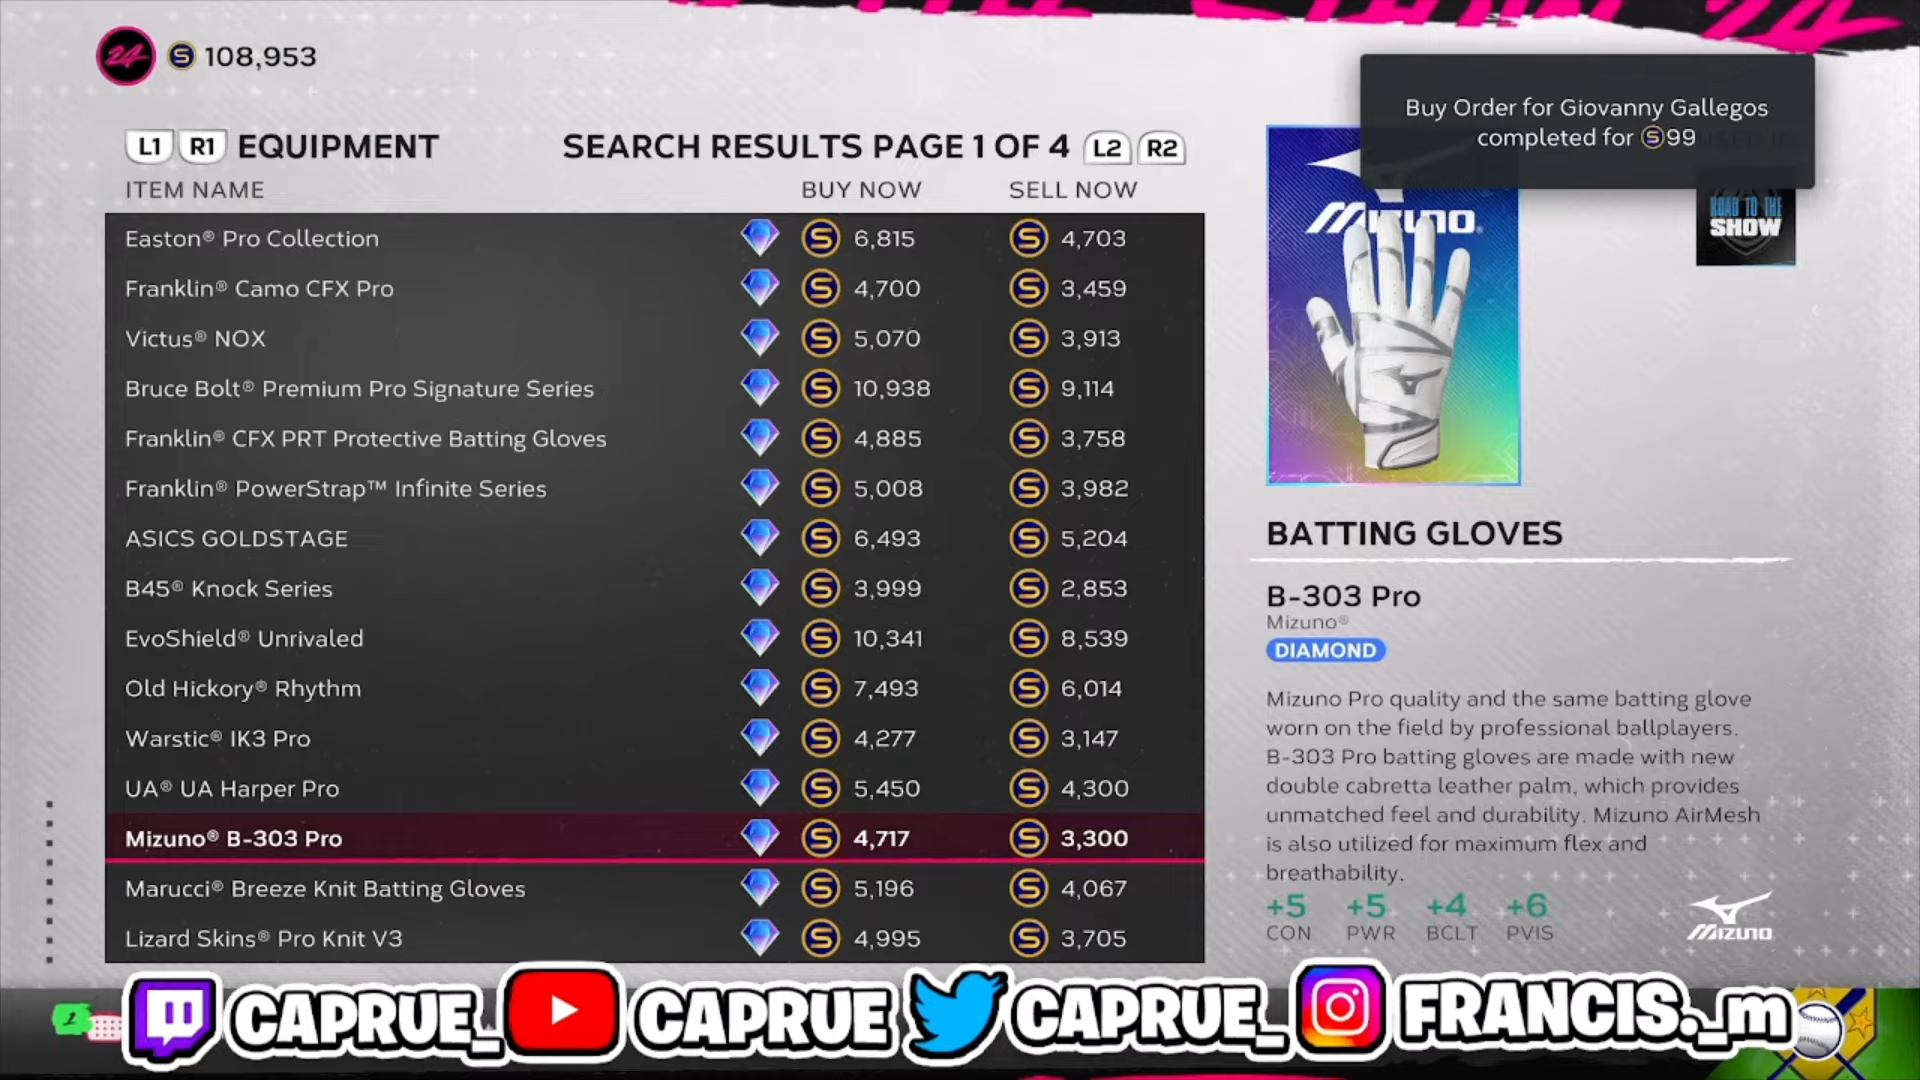 24 108,953
Buy Order for Giovanny Gallegos
completed for S99
L1 R1 EQUIPMENT SEARCH RESULTS PAGE 1 OF 4 L2 R2
ITEM NAME BUY NOW SELL NOW
Easton® Pro Collection 6,815 4,703
Franklin® Camo CFX Pro 4,700 3,459
Victus® NOX 5,070 3,913
Bruce Bolt® Premium Pro Signature Series 10,938 9,114
Franklin® CFX PRT Protective Batting Gloves 4,885 3,758
Franklin® PowerStrap™ Infinite Series 5,008 3,982
ASICS GOLDSTAGE 6,493 5,204
B45® Knock Series 3,999 2,853
EvoShield® Unrivaled 10,341 8,539
Old Hickory® Rhythm 7,493 6,014
Warstic® IK3 Pro 4,277 3,147
UA® UA Harper Pro 5,450 4,300
Mizuno® B-303 Pro 4,717 3,300
Marucci® Breeze Knit Batting Gloves 5,196 4,067
Lizard Skins® Pro Knit V3 4,995 3,705
MIZUNO
ROAD TO THE
SHOW
BATTING GLOVES
B-303 Pro
Mizuno®
DIAMOND
Mizuno Pro quality and the same batting glove
worn on the field by professional ballplayers.
B-303 Pro batting gloves are made with new
double cabretta leather palm, which provides
unmatched feel and durability. Mizuno AirMesh
is also utilized for maximum flex and
breathability.
+5 +5 +4 +6
CON PWR BCLT PVIS
MIZUNO
CAPRUE_ CAPRUE CAPRUE_ FRANCIS._m